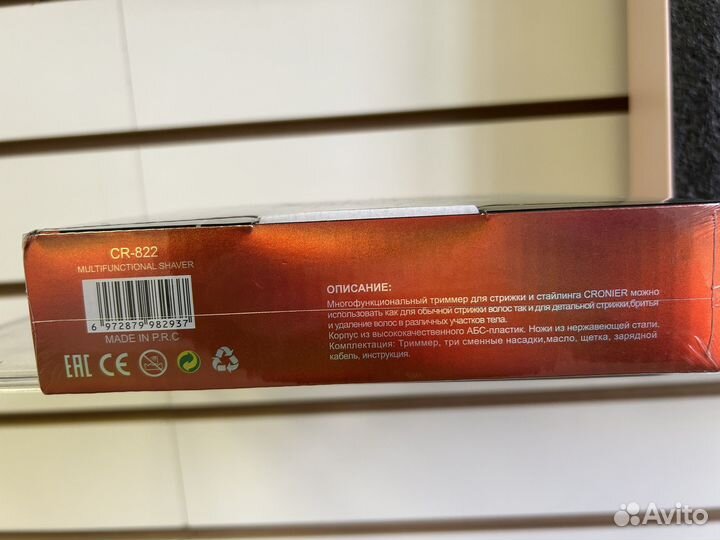 CR-822
MULTIFUNCTIONAL SHAVER
6 972879 982937
MADE IN P.R.C
EAC CE
ОПИСАНИЕ:
Многофункциональный триммер для стрижки и стайлинга CRONIER можно
использовать как для обычной стрижки волос так и для детальной стрижки,бритья
и удаление волос в различных участков тела.
Корпус из высококачественного АБС-пластик. Ножи из нержавеющей стали.
Комплектация: Триммер, три сменные насадки,масло, щетка, зарядной
кабель, инструкция.
Avito